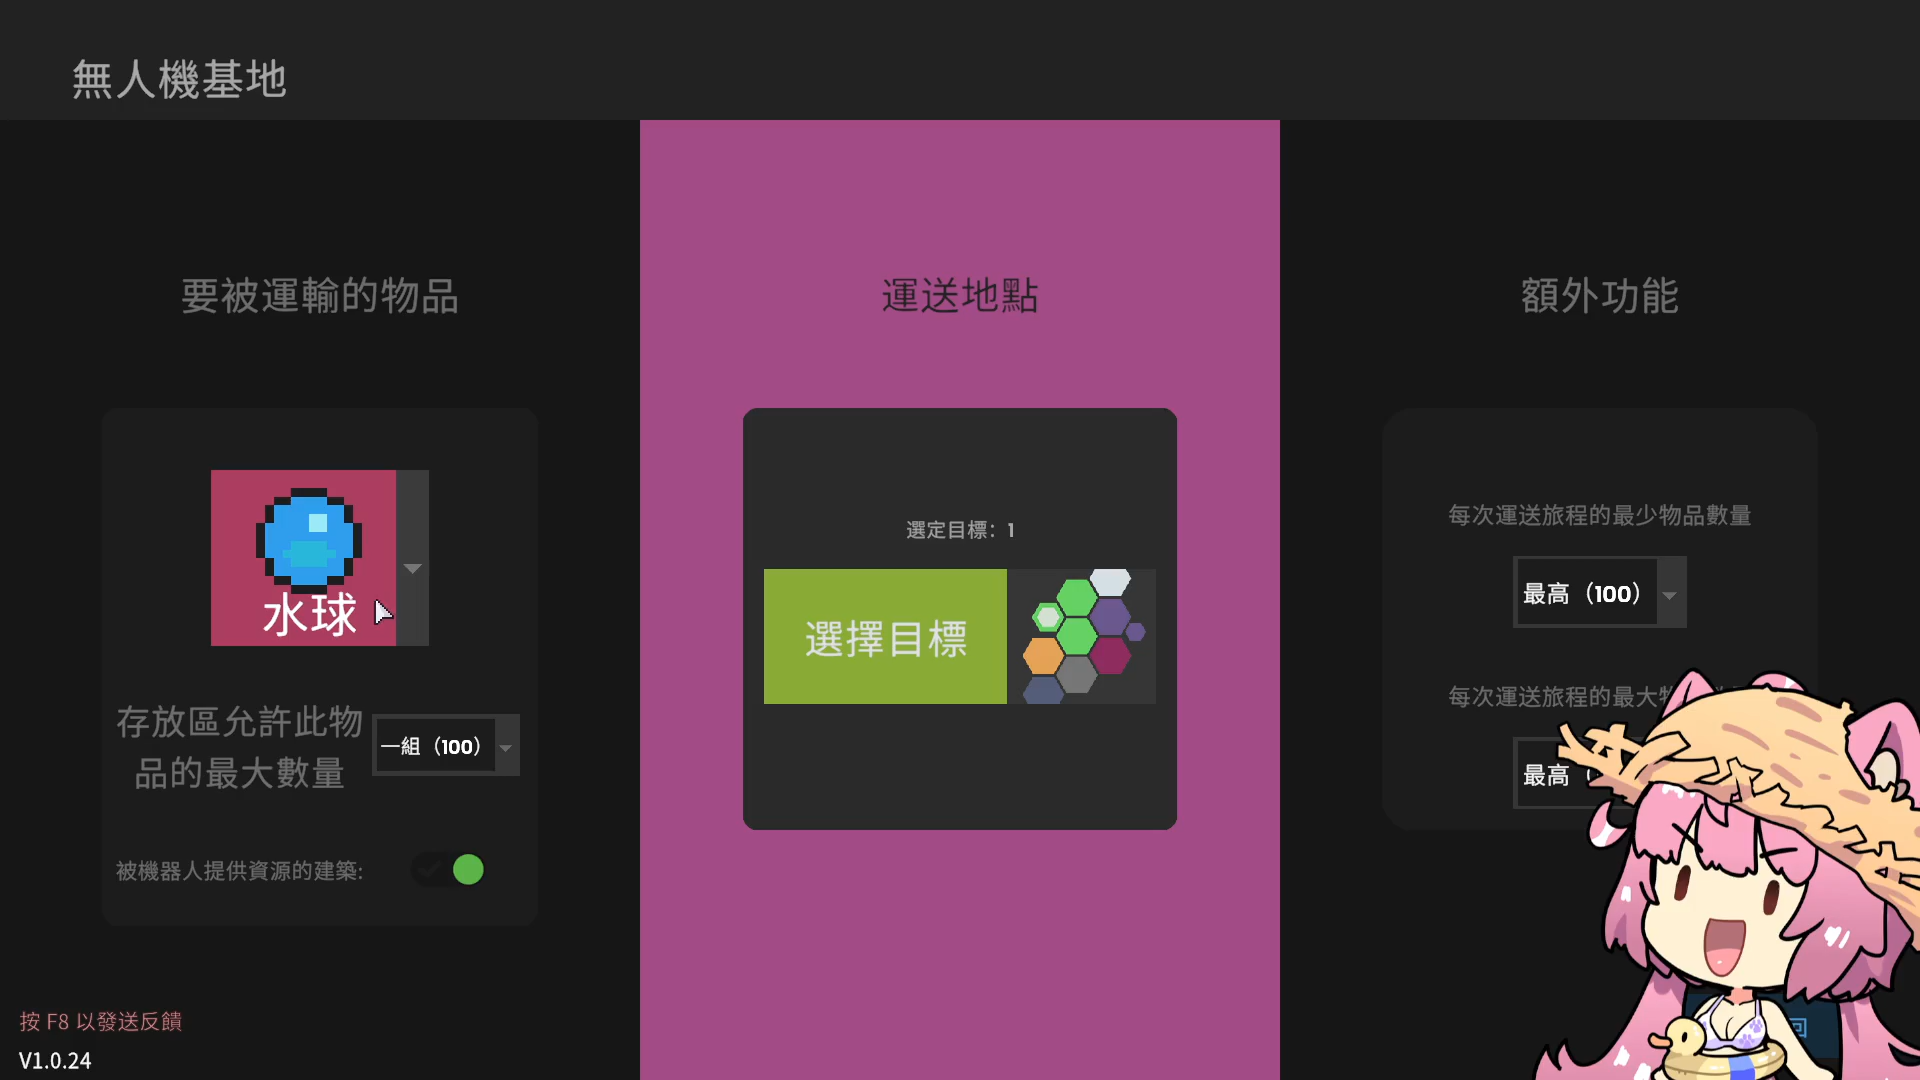 無人機基地
要被運輸的物品
水球
存放區允許此物
品的最大數量
一組（100）
被機器人提供資源的建築:
運送地點
選定目標：1
選擇目標
額外功能
每次運送旅程的最少物品數量
最高（100）
每次運送旅程的最大
最高（
回
按 F8 以發送反饋
V1.0.24